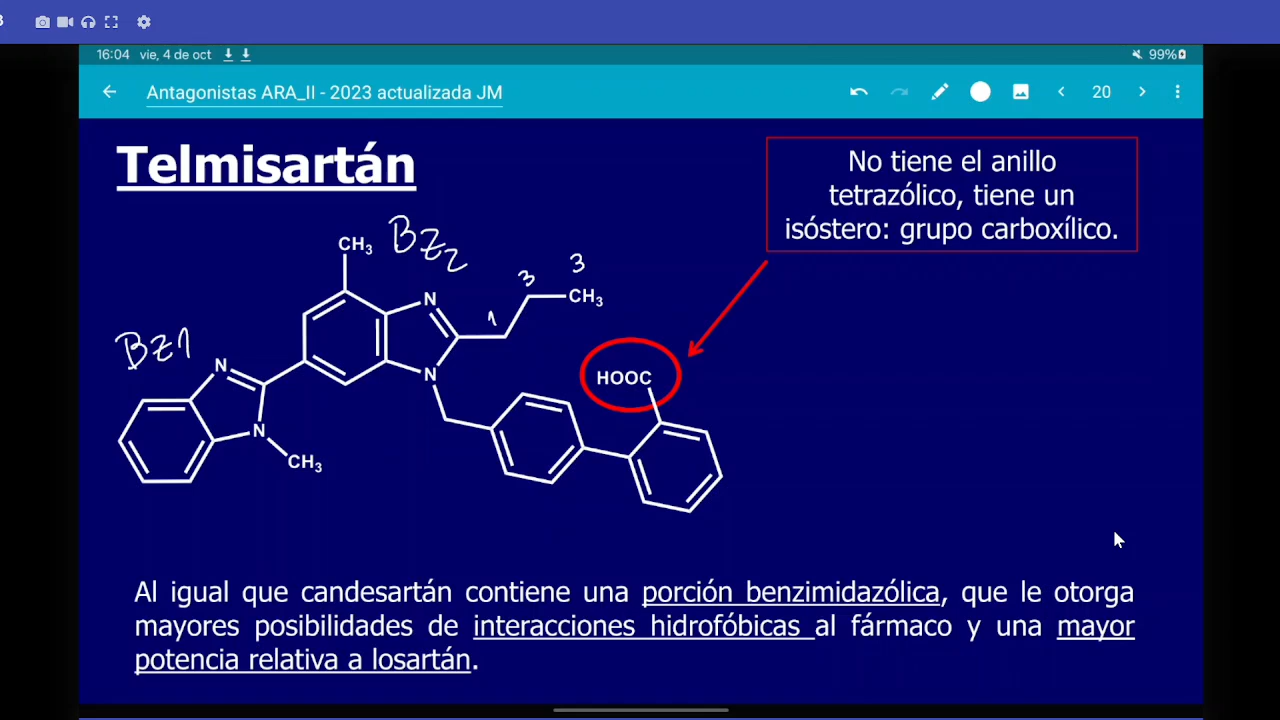 3
16:04 vie, 4 de oct
99%
Antagonistas ARA_II - 2023 actualizada JM
20
Telmisartán
No tiene el anillo
tetrazólico, tiene un
isóstero: grupo carboxílico.
CH3
Bz2
3
3
N
CH3
1
Bz1
N
N
HOOC
N
CH3
Al igual que candesartán contiene una porción benzimidazólica, que le otorga
mayores posibilidades de interacciones hidrofóbicas al fármaco y una mayor
potencia relativa a losartán.